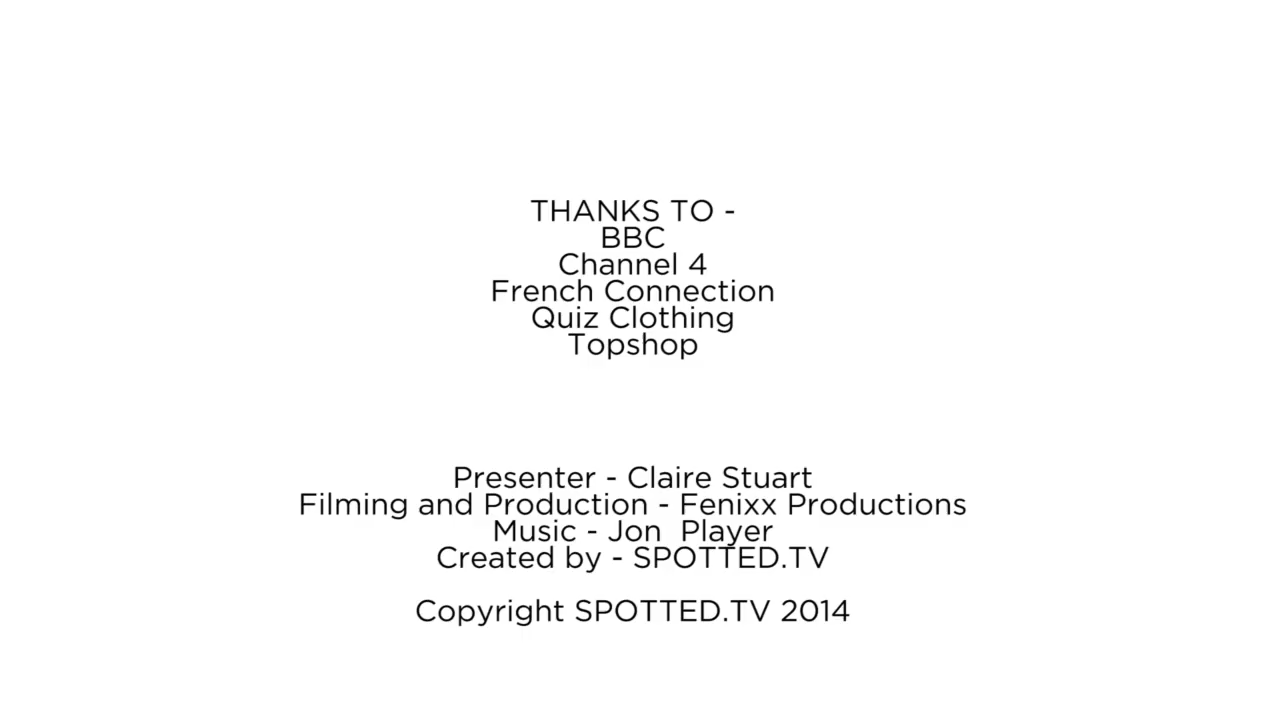 THANKS TO -
BBC
Channel 4
French Connection
Quiz Clothing
Topshop
Presenter - Claire Stuart
Filming and Production - Fenixx Productions
Music - Jon  Player
Created by - SPOTTED.TV
Copyright SPOTTED.TV 2014